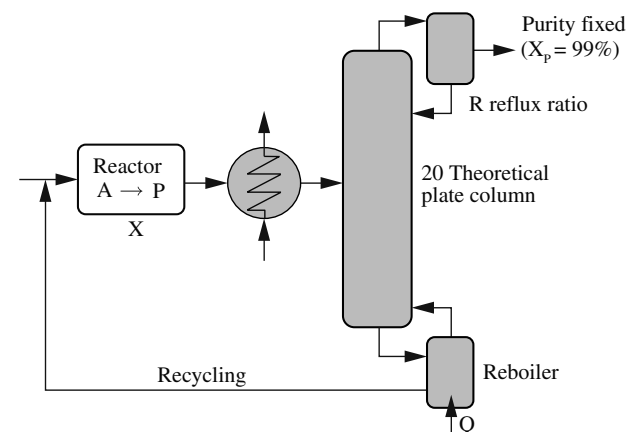 Purity fixed
(X_P = 99%)
R reflux ratio
Reactor
A → P
X
20 Theoretical
plate column
Recycling
Reboiler
Q